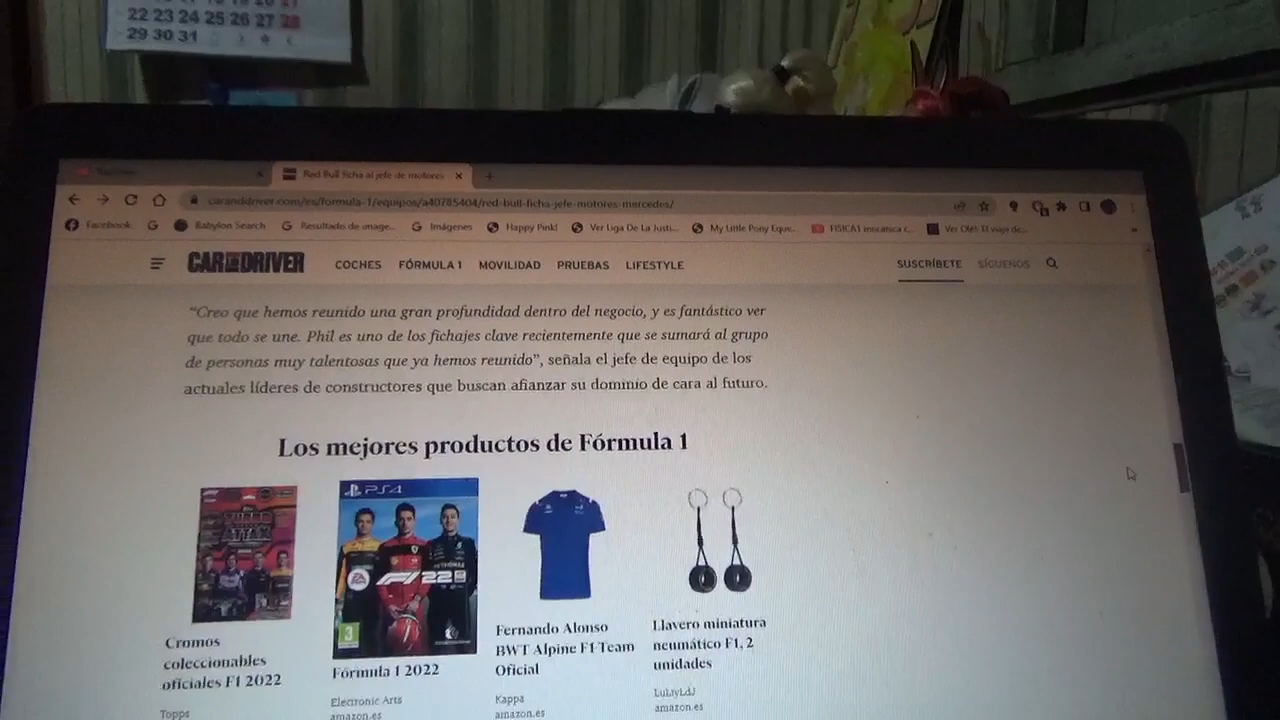 22 23 24 25 26 27 28
29 30 31
Red Bull ficha al jefe de motores
caranddriver.com/es/formula-1/equipos/a40785404/red-bull-ficha-jefe-motores-mercedes/
Facebook
Babylon Search
Resultado de image...
Imágenes
Happy Pink!
Ver Liga De La Justi...
My Little Pony Eque...
FISICA1 mecanica c...
CAR AND DRIVER
COCHES FÓRMULA 1 MOVILIDAD PRUEBAS LIFESTYLE
SUSCRÍBETE SÍGUENOS
“Creo que hemos reunido una gran profundidad dentro del negocio, y es fantástico ver
que todo se une. Phil es uno de los fichajes clave recientemente que se sumará al grupo
de personas muy talentosas que ya hemos reunido”, señala el jefe de equipo de los
actuales líderes de constructores que buscan afianzar su dominio de cara al futuro.
Los mejores productos de Fórmula 1
TURBO
ATTAX
Cromos
coleccionables
oficiales F1 2022
Topps
PS4
EA
F1 22
PETRONAS
3
Fórmula 1 2022
Electronic Arts
amazon.es
Fernando Alonso
BWT Alpine F1 Team
Oficial
Kappa
amazon.es
Llavero miniatura
neumático F1, 2
unidades
LuLiyLdJ
amazon.es